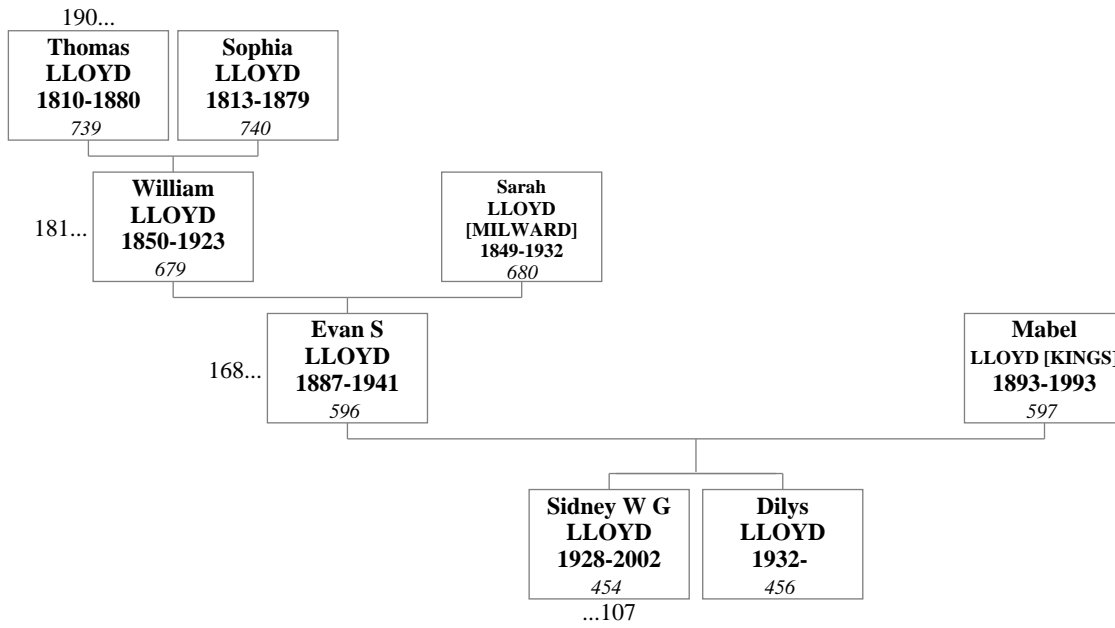 190...
Thomas
LLOYD
1810-1880
739
Sophia
LLOYD
1813-1879
740
181...
William
LLOYD
1850-1923
679
Sarah
LLOYD
[MILWARD]
1849-1932
680
168...
Evan S
LLOYD
1887-1941
596
Mabel
LLOYD [KINGS]
1893-1993
597
Sidney W G
LLOYD
1928-2002
454
...107
Dilys
LLOYD
1932-
456